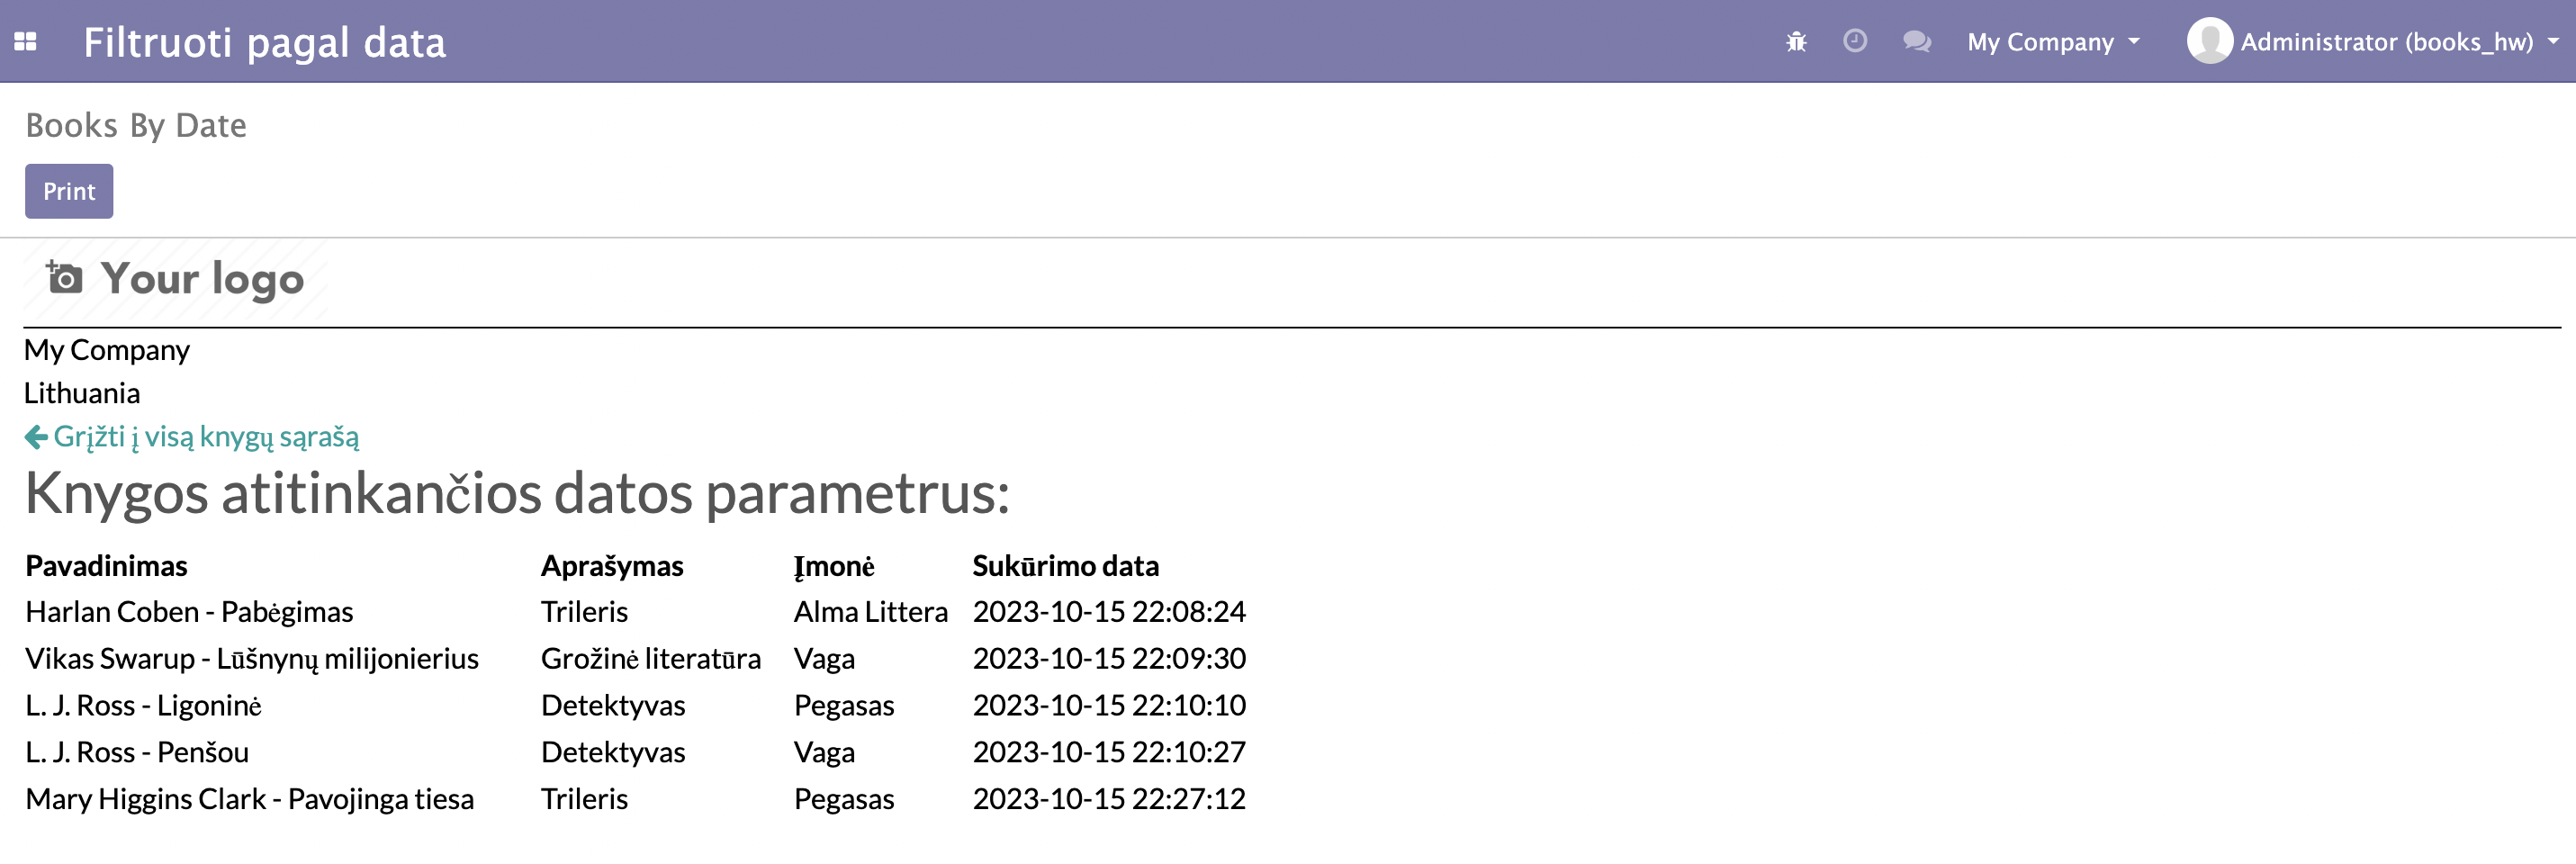 Filtruoti pagal data My Company Administrator (books_hw)
Books By Date
Print
Your logo
My Company
Lithuania
Grįžti į visą knygų sąrašą
Knygos atitinkančios datos parametrus:
Pavadinimas Aprašymas Įmonė Sukūrimo data
Harlan Coben - Pabėgimas Trileris Alma Littera 2023-10-15 22:08:24
Vikas Swarup - Lūšnynų milijonierius Grožinė literatūra Vaga 2023-10-15 22:09:30
L. J. Ross - Ligoninė Detektyvas Pegasas 2023-10-15 22:10:10
L. J. Ross - Penšou Detektyvas Vaga 2023-10-15 22:10:27
Mary Higgins Clark - Pavojinga tiesa Trileris Pegasas 2023-10-15 22:27:12